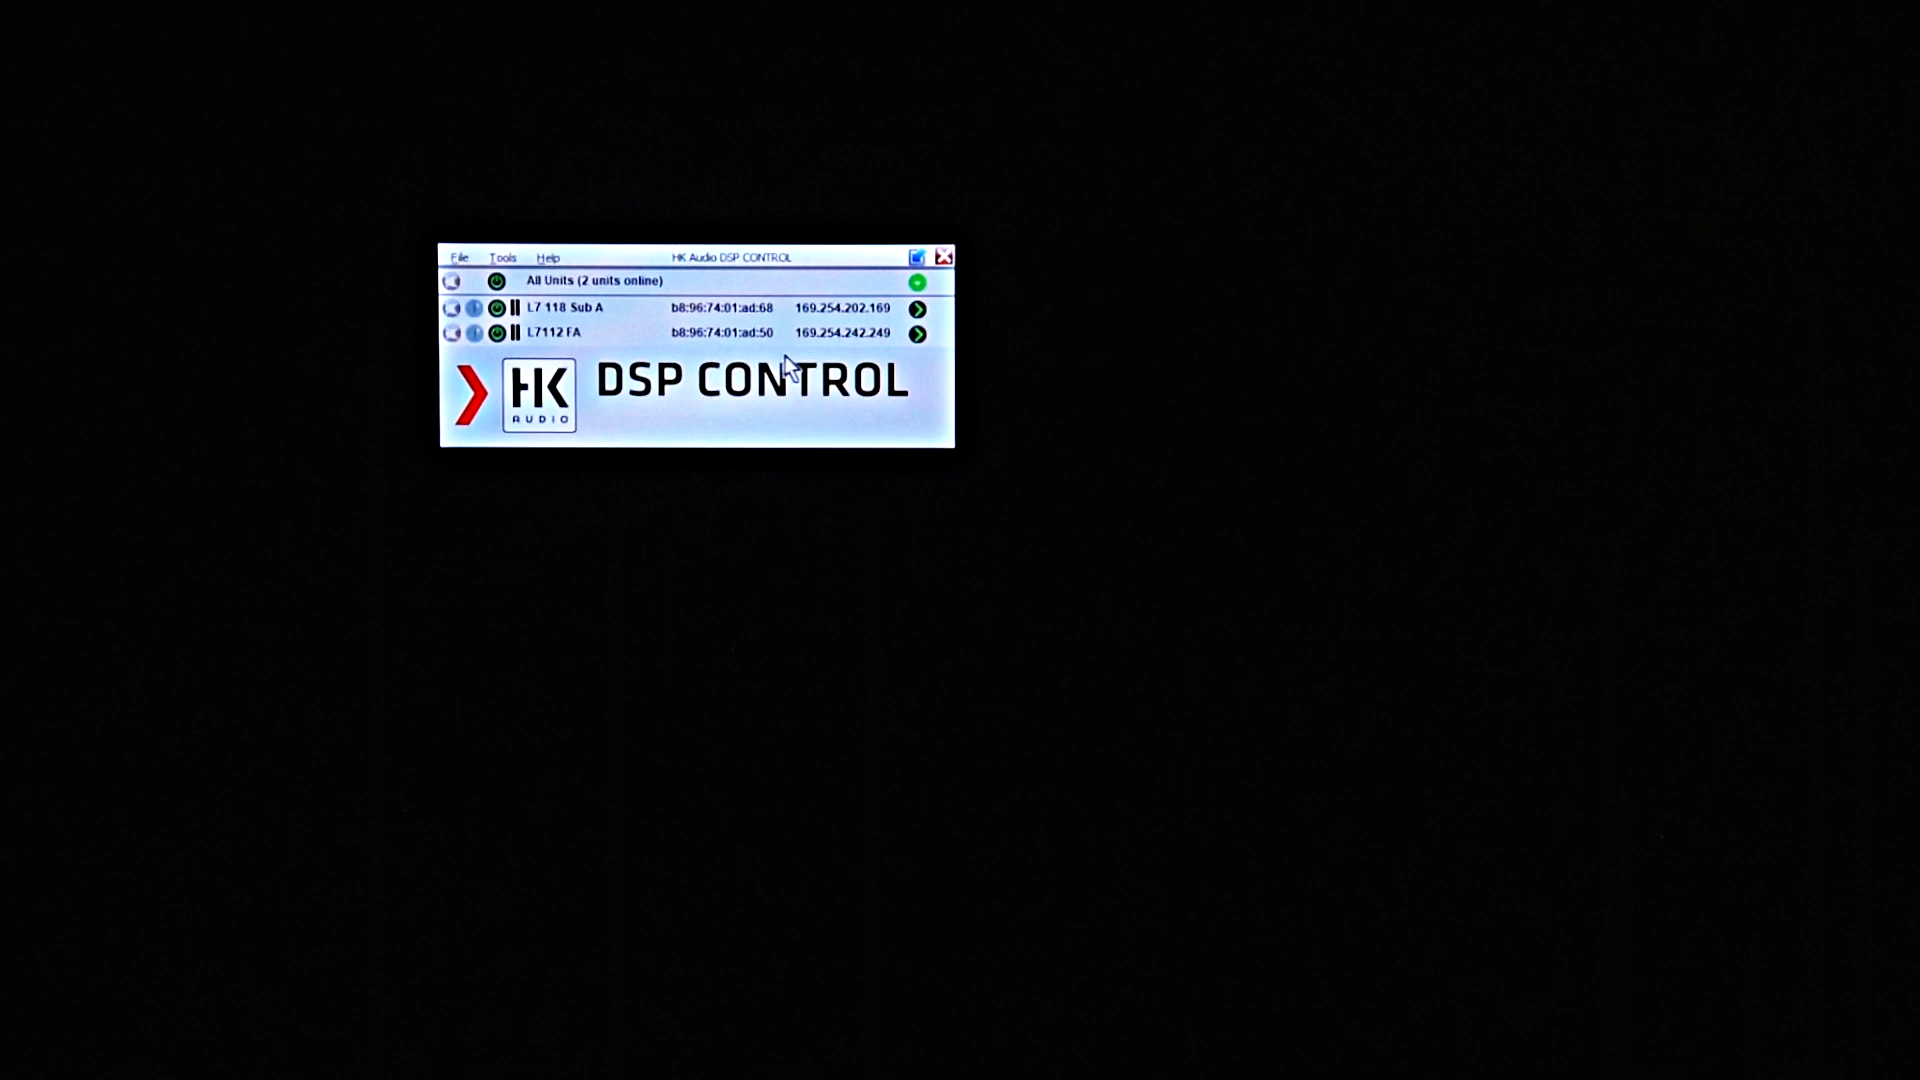 File Tools Help HK Audio DSP CONTROL
All Units (2 units online)
L7 118 Sub A b8:96:74:01:ad:68 169.254.202.169
L7112 FA b8:96:74:01:ad:50 169.254.242.249
HK AUDIO DSP CONTROL